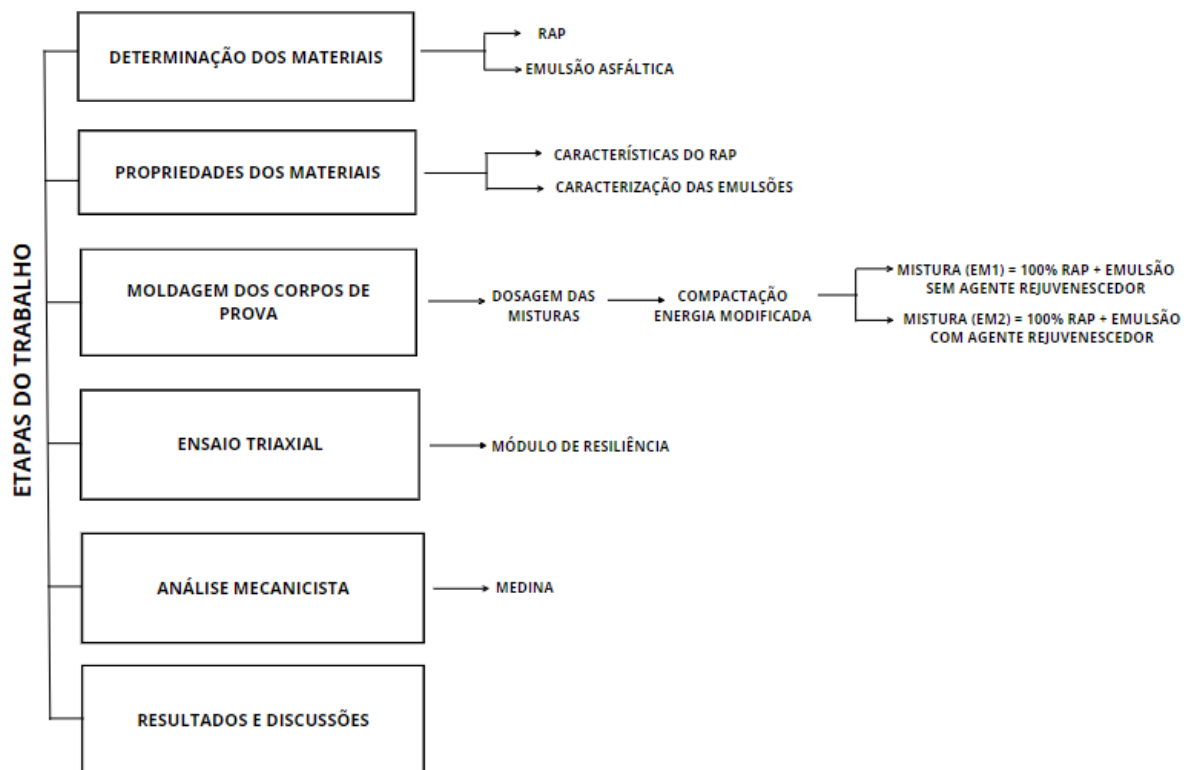 ETAPAS DO TRABALHO
DETERMINAÇÃO DOS MATERIAIS
RAP
EMULSÃO ASFÁLTICA
PROPRIEDADES DOS MATERIAIS
CARACTERÍSTICAS DO RAP
CARACTERIZAÇÃO DAS EMULSÕES
MOLDAGEM DOS CORPOS DE
PROVA
DOSAGEM DAS
MISTURAS
COMPACTAÇÃO
ENERGIA MODIFICADA
MISTURA (EM1) = 100% RAP + EMULSÃO
SEM AGENTE REJUVENESCEDOR
MISTURA (EM2) = 100% RAP + EMULSÃO
COM AGENTE REJUVENESCEDOR
ENSAIO TRIAXIAL
MÓDULO DE RESILIÊNCIA
ANÁLISE MECANICISTA
MEDINA
RESULTADOS E DISCUSSÕES